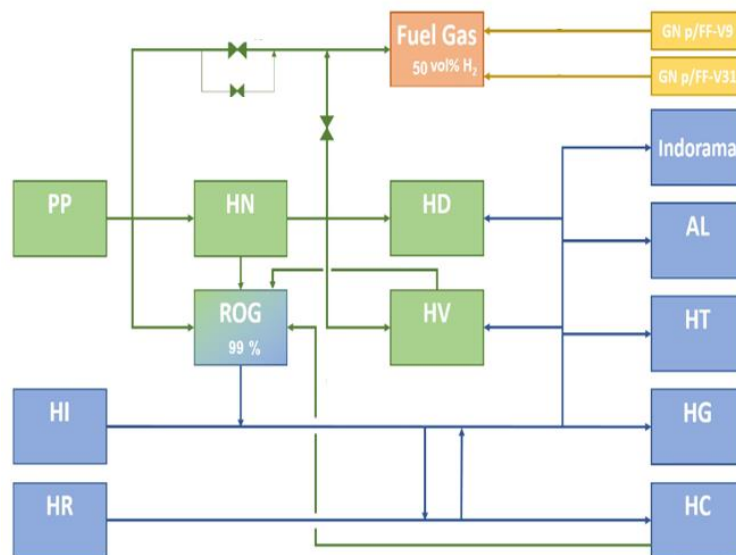 Fuel Gas
50 vol% H₂
GN p/FF-V9
GN p/FF-V31
Indorama
PP
HN
HD
AL
ROG
99 %
HV
HT
HI
HG
HR
HC